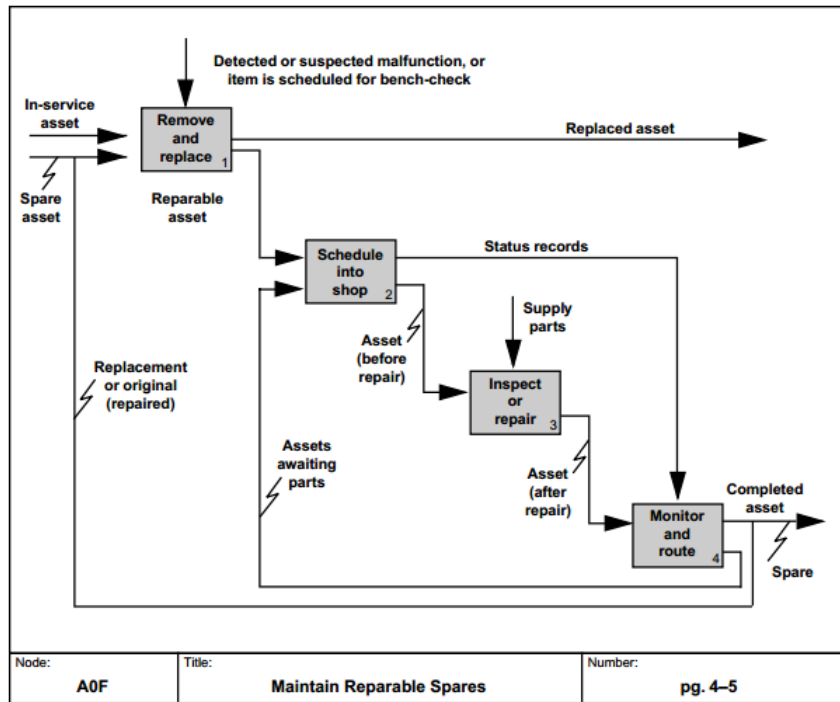 Detected or suspected malfunction, or
item is scheduled for bench-check
In-service
asset
Remove
and
replace
1
Replaced asset
Spare
asset
Reparable
asset
Schedule
into
shop
2
Status records
Supply
parts
Asset
(before
repair)
Replacement
or original
(repaired)
Inspect
or
repair
3
Assets
awaiting
parts
Asset
(after
repair)
Completed
asset
Monitor
and
route
4
Spare
Node:
A0F
Title:
Maintain Reparable Spares
Number:
pg. 4–5